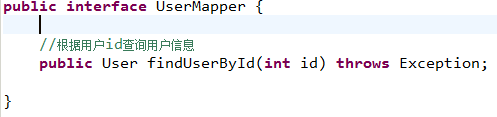 public interface UserMapper {
//根据用户id查询用户信息
public User findUserById(int id) throws Exception;
}